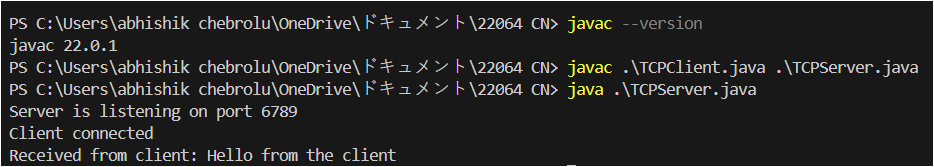 PS C:\Users\abhishik chebrolu\OneDrive\ドキュメント\22064 CN> javac --version
javac 22.0.1
PS C:\Users\abhishik chebrolu\OneDrive\ドキュメント\22064 CN> javac .\TCPClient.java .\TCPServer.java
PS C:\Users\abhishik chebrolu\OneDrive\ドキュメント\22064 CN> java .\TCPServer.java
Server is listening on port 6789
Client connected
Received from client: Hello from the client